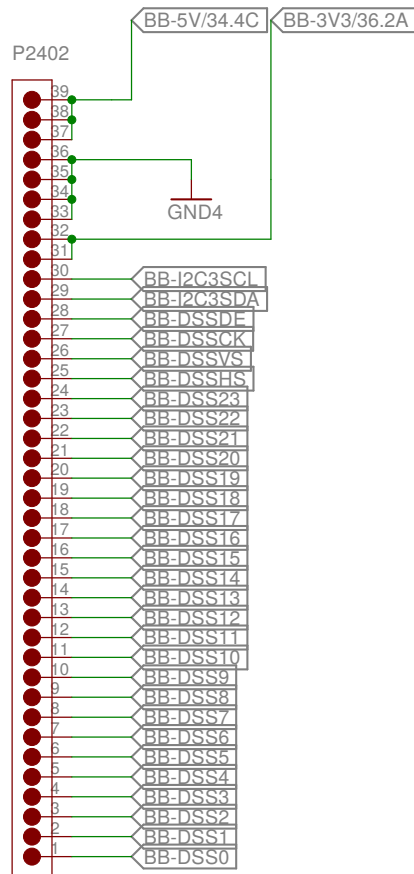 BB-5V/34.4C BB-3V3/36.2A
P2402
39
38
37
36
35
34
33
GND4
32
31
30 BB-I2C3SCL
29 BB-I2C3SDA
28 BB-DSSDE
27 BB-DSSCK
26 BB-DSSVS
25 BB-DSSHS
24 BB-DSS23
23 BB-DSS22
22 BB-DSS21
21 BB-DSS20
20 BB-DSS19
19 BB-DSS18
18 BB-DSS17
17 BB-DSS16
16 BB-DSS15
15 BB-DSS14
14 BB-DSS13
13 BB-DSS12
12 BB-DSS11
11 BB-DSS10
10 BB-DSS9
9 BB-DSS8
8 BB-DSS7
7 BB-DSS6
6 BB-DSS5
5 BB-DSS4
4 BB-DSS3
3 BB-DSS2
2 BB-DSS1
1 BB-DSS0